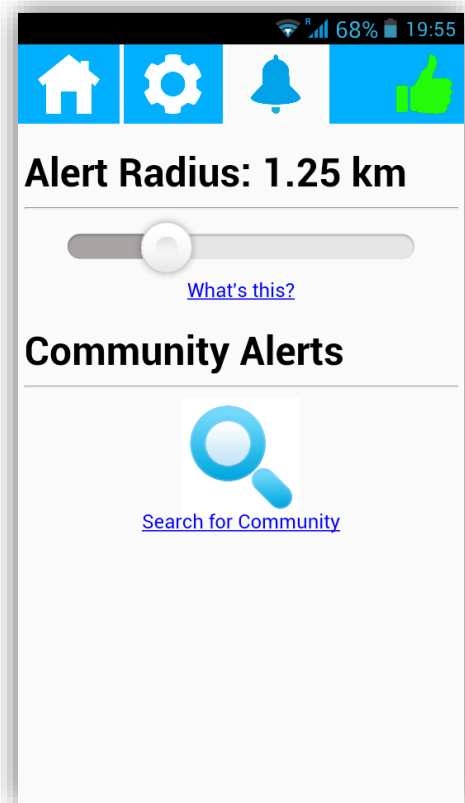 R 68% 19:55
Alert Radius: 1.25 km
What's this?
Community Alerts
Search for Community